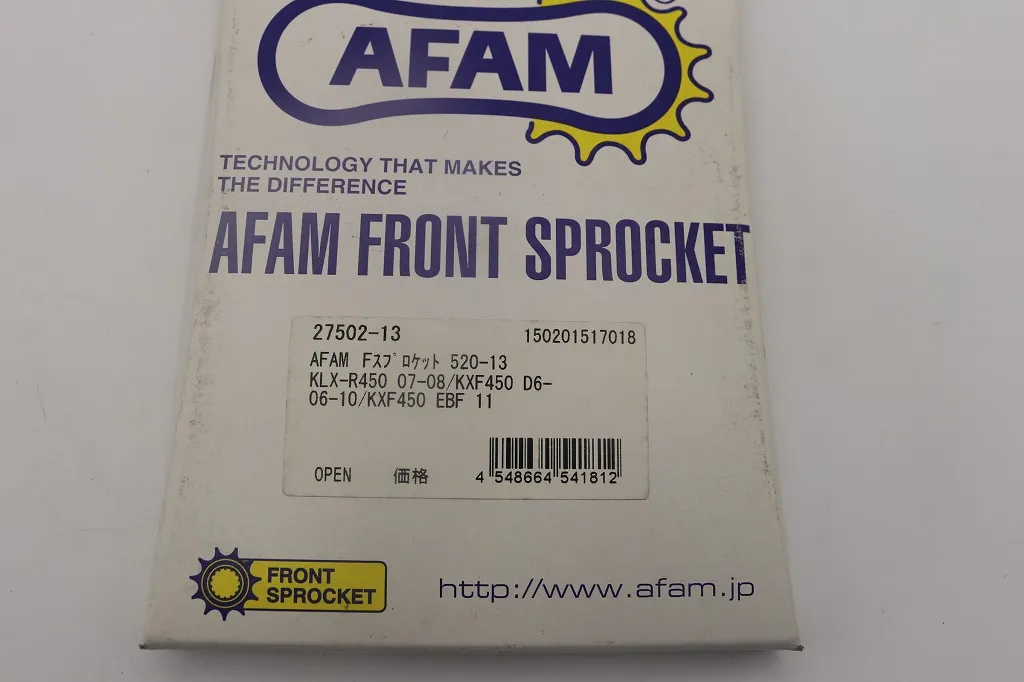 AFAM
TECHNOLOGY THAT MAKES
THE DIFFERENCE
AFAM FRONT SPROCKET
27502-13 150201517018
AFAM Fスプロケット 520-13
KLX-R450 07-08/KXF450 D6-
06-10/KXF450 EBF 11
OPEN 価格
4 548664 541812
FRONT
SPROCKET
http://www.afam.jp